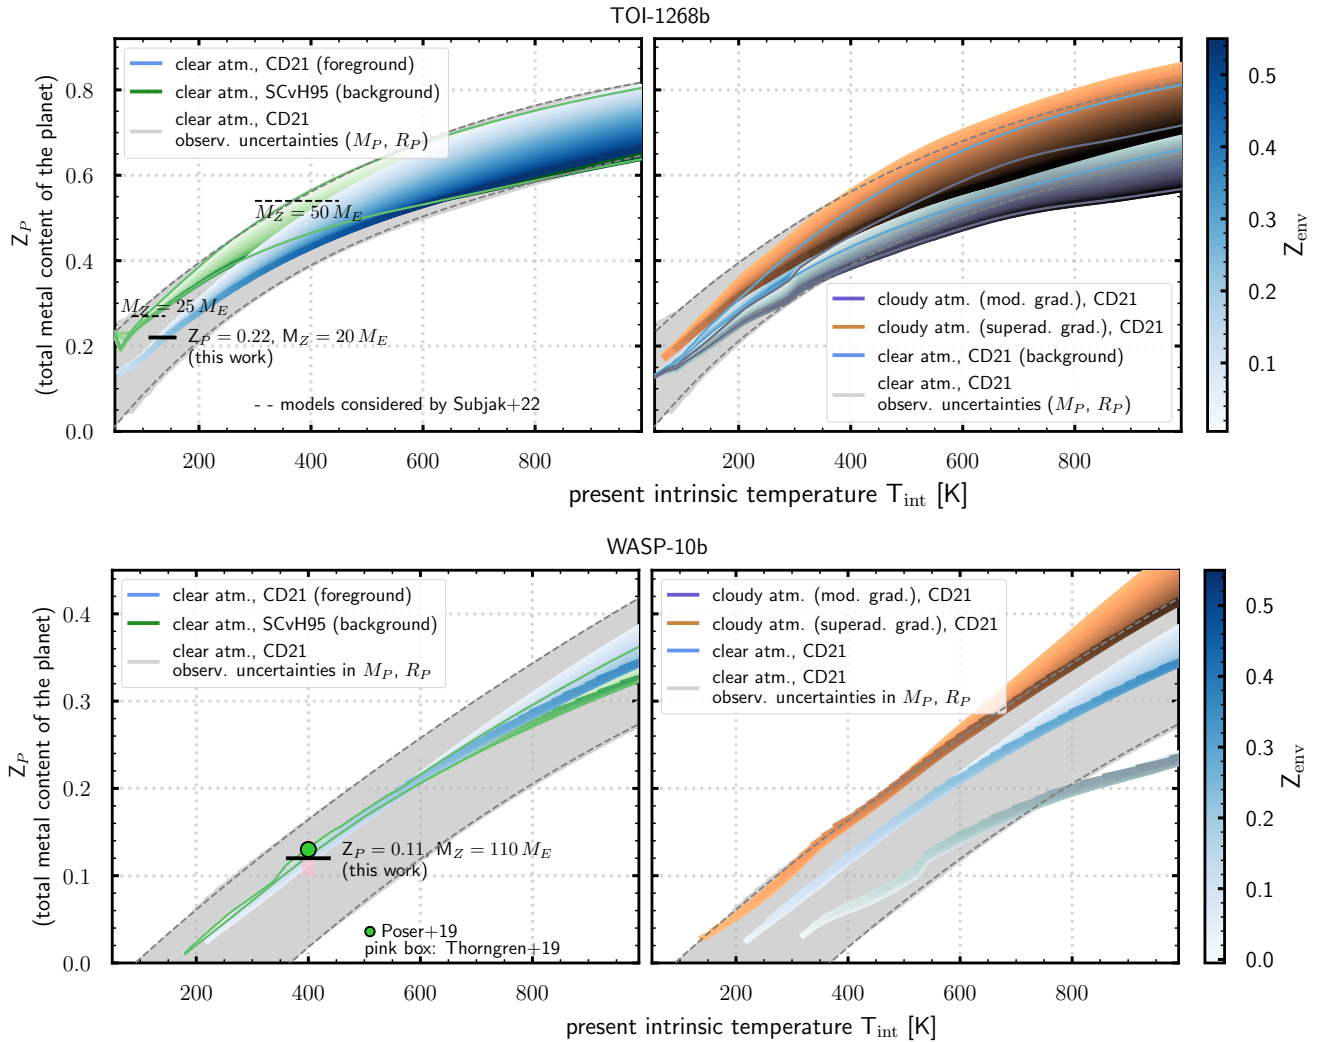 TOI-1268b
clear atm., CD21 (foreground)
clear atm., SCvH95 (background)
clear atm., CD21
observ. uncertainties (M_P, R_P)
M_Z = 50 M_E
M_Z = 25 M_E
Z_P = 0.22, M_Z = 20 M_E
(this work)
-- models considered by Subjak+22
0.8
0.6
0.4
0.2
0.0
Z_P
(total metal content of the planet)
200 400 600 800
cloudy atm. (mod. grad.), CD21
cloudy atm. (superad. grad.), CD21
clear atm., CD21 (background)
clear atm., CD21
observ. uncertainties (M_P, R_P)
200 400 600 800
present intrinsic temperature T_int [K]
0.5
0.4
0.3
0.2
0.1
Z_env
WASP-10b
clear atm., CD21 (foreground)
clear atm., SCvH95 (background)
clear atm., CD21
observ. uncertainties in M_P, R_P
Z_P = 0.11, M_Z = 110 M_E
(this work)
Poser+19
pink box: Thorngren+19
0.4
0.3
0.2
0.1
0.0
Z_P
(total metal content of the planet)
200 400 600 800
cloudy atm. (mod. grad.), CD21
cloudy atm. (superad. grad.), CD21
clear atm., CD21
clear atm., CD21
observ. uncertainties in M_P, R_P
200 400 600 800
present intrinsic temperature T_int [K]
0.5
0.4
0.3
0.2
0.1
0.0
Z_env